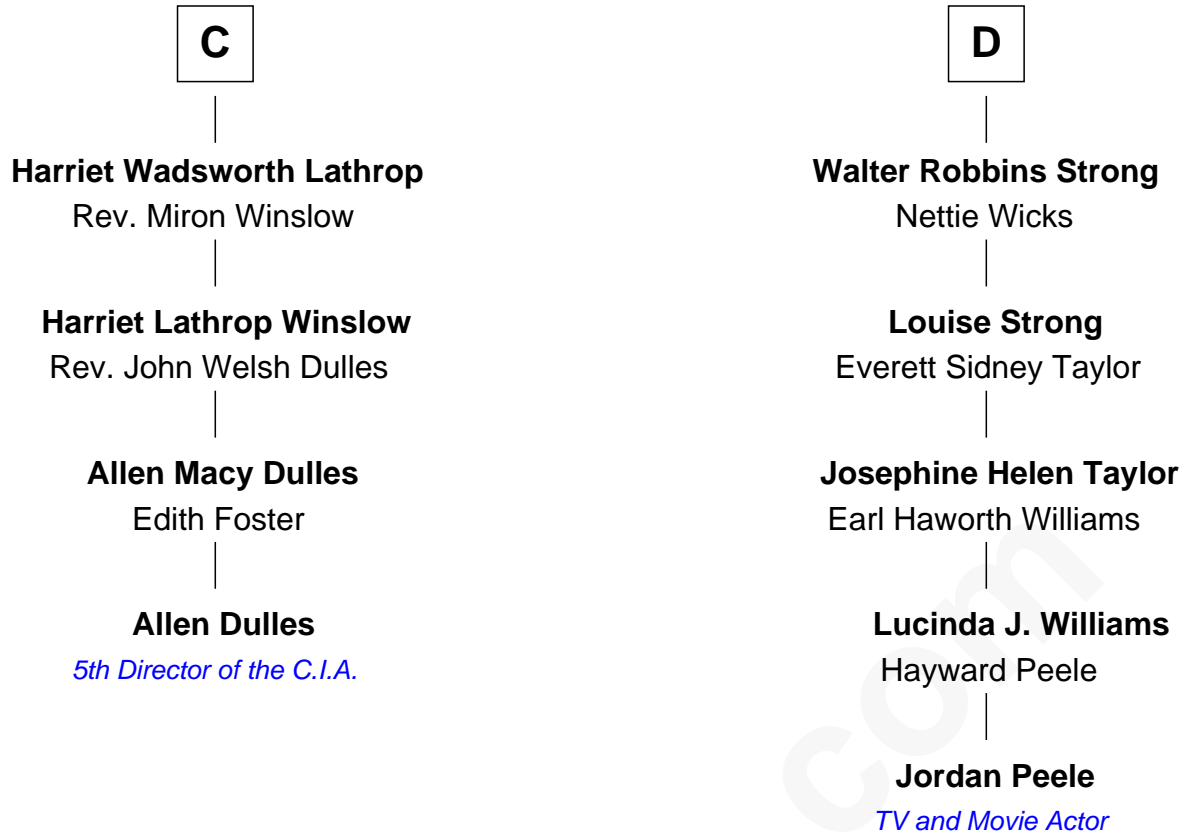 C
Harriet Wadsworth Lathrop
Rev. Miron Winslow
Harriet Lathrop Winslow
Rev. John Welsh Dulles
Allen Macy Dulles
Edith Foster
Allen Dulles
5th Director of the C.I.A.
D
Walter Robbins Strong
Nettie Wicks
Louise Strong
Everett Sidney Taylor
Josephine Helen Taylor
Earl Haworth Williams
Lucinda J. Williams
Hayward Peele
Jordan Peele
TV and Movie Actor
com